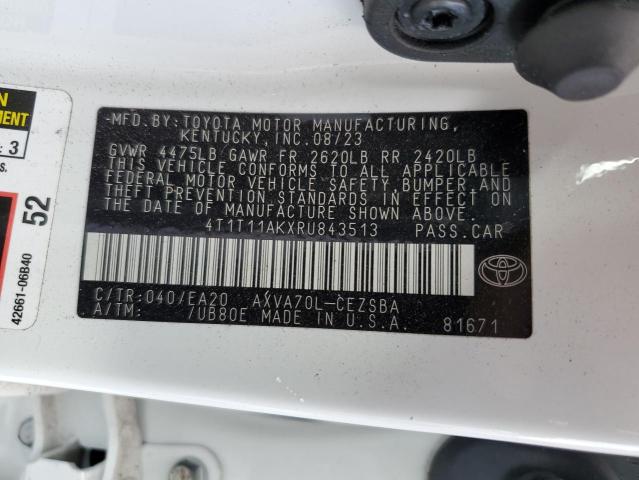 MFD.BY:TOYOTA MOTOR MANUFACTURING,
KENTUCKY,INC.08/23
GVWR 4475LB GAWR FR 2620LB RR 2420LB
THIS VEHICLE CONFORMS TO ALL APPLICABLE
FEDERAL MOTOR VEHICLE SAFETY, BUMPER, AND
THEFT PREVENTION STANDARDS IN EFFECT ON
THE DATE OF MANUFACTURE SHOWN ABOVE.
4T1T11AKXRU843513 PASS.CAR
C/TR:040/EA20 AXVA70L-CEZSBA
A/TM: /UB80E MADE IN U.S.A. 81671
: 3
s.
52
42661-06B40